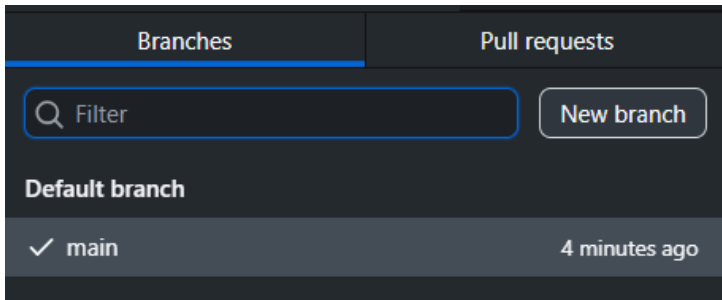 Branches Pull requests
Filter New branch
Default branch
main 4 minutes ago